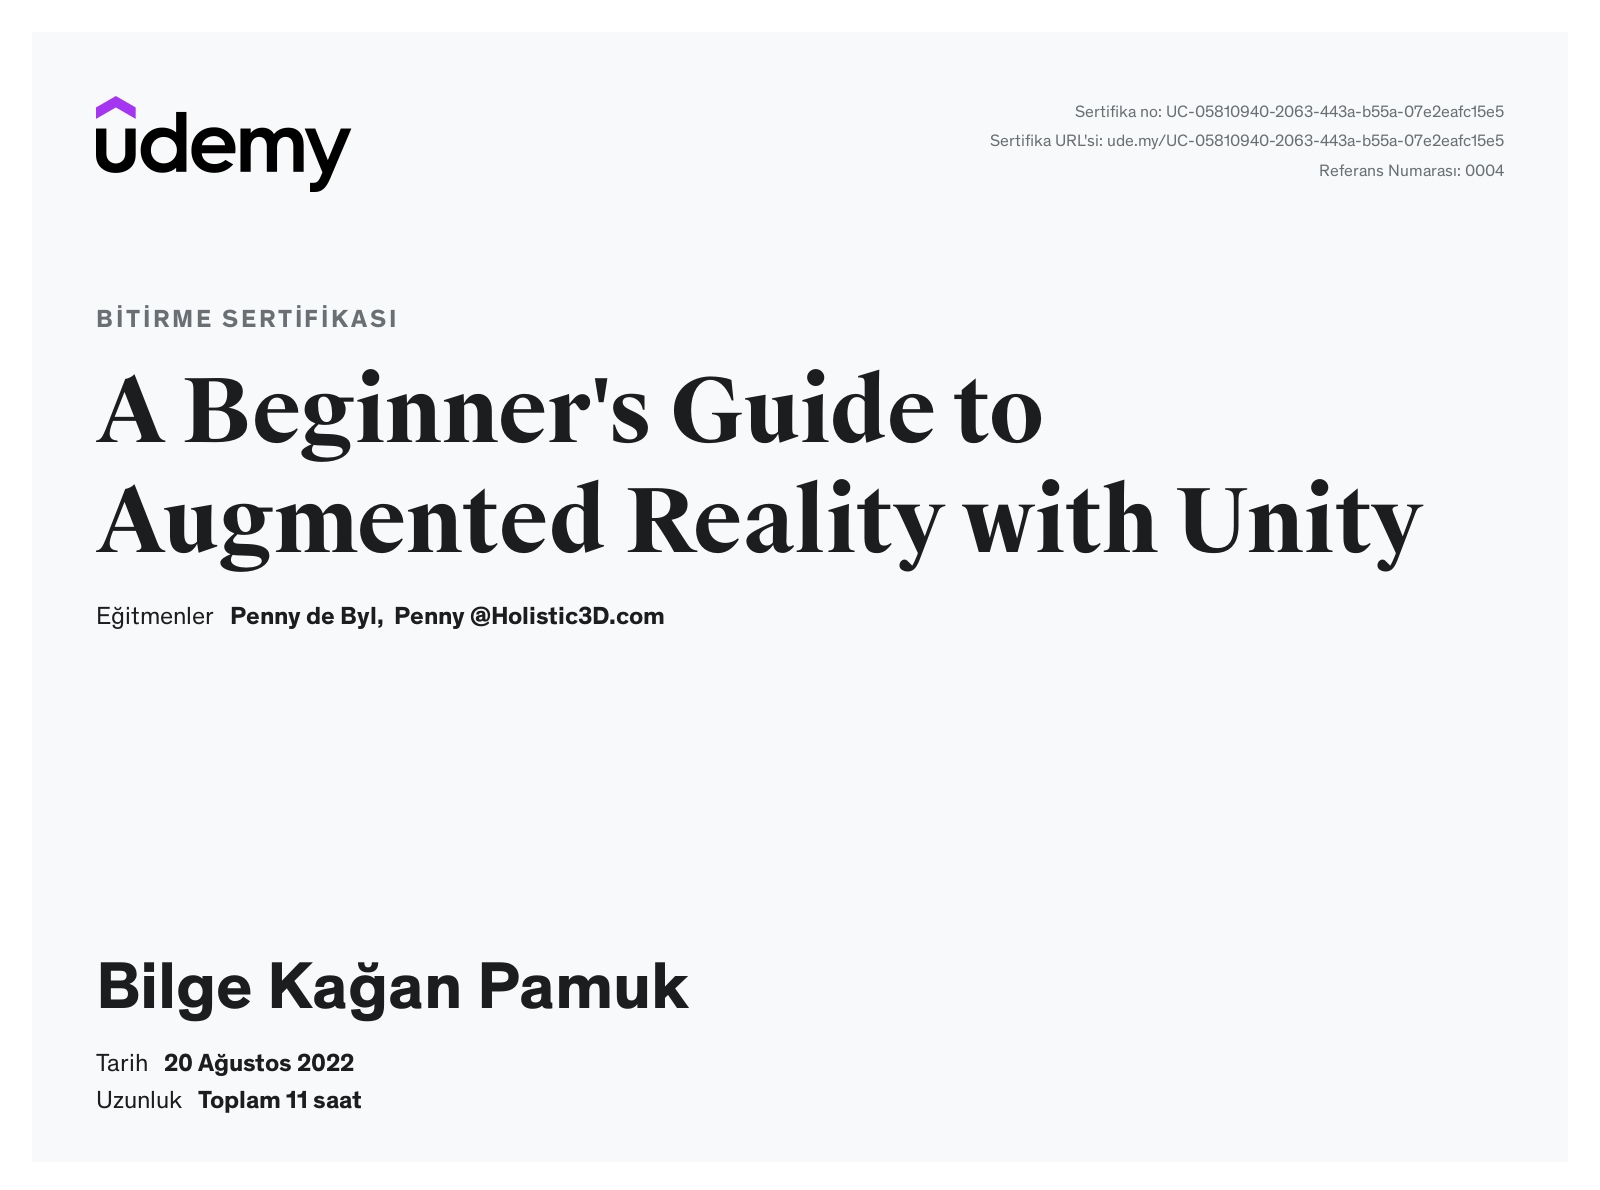 udemy
Sertifika no: UC-05810940-2063-443a-b55a-07e2eafc15e5
Sertifika URL'si: ude.my/UC-05810940-2063-443a-b55a-07e2eafc15e5
Referans Numarası: 0004
BİTİRME SERTİFİKASI
A Beginner's Guide to
Augmented Reality with Unity
Eğitmenler Penny de Byl, Penny @Holistic3D.com
Bilge Kağan Pamuk
Tarih 20 Ağustos 2022
Uzunluk Toplam 11 saat